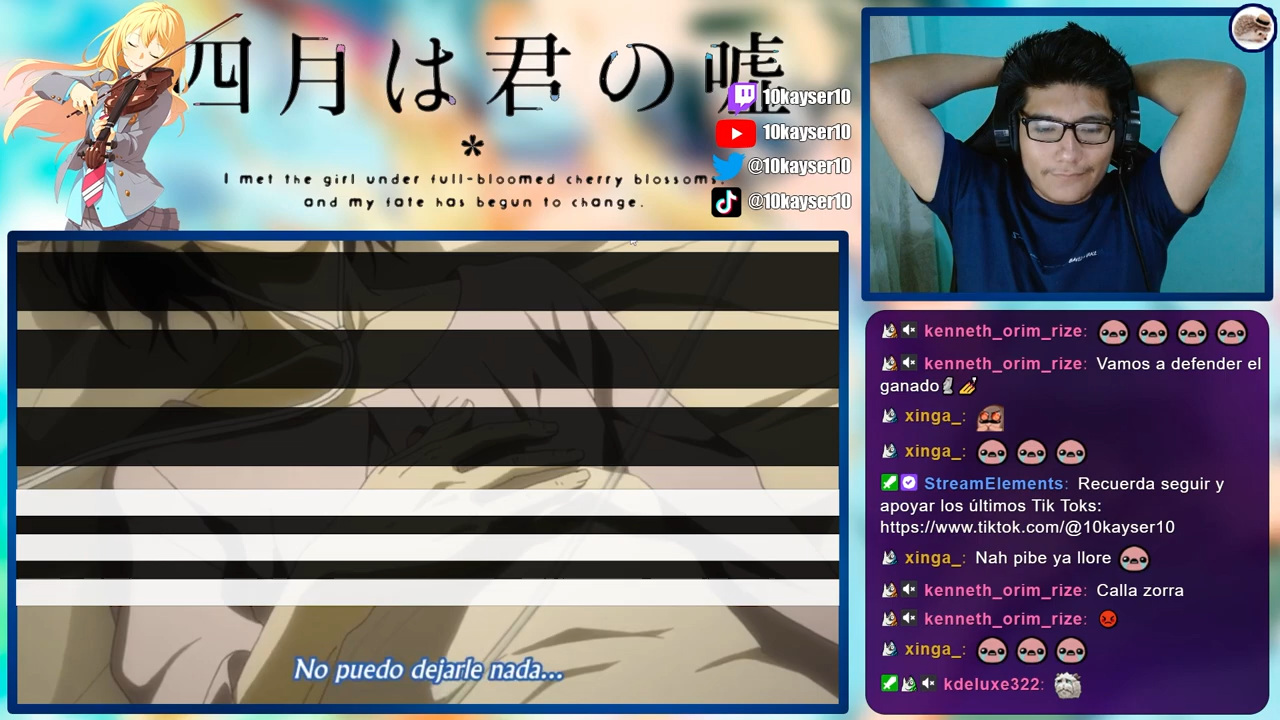 四月は君の嘘
I met the girl under full-bloomed cherry blossoms,
and my fate has begun to change.
10kayser10
10kayser10
@10kayser10
@10kayser10
No puedo dejarle nada...
kenneth_orim_rize:
kenneth_orim_rize: Vamos a defender el
ganado
xinga_:
xinga_:
StreamElements: Recuerda seguir y
apoyar los últimos Tik Toks:
https://www.tiktok.com/@10kayser10
xinga_: Nah pibe ya llore
kenneth_orim_rize: Calla zorra
kenneth_orim_rize:
xinga_:
kdeluxe322: